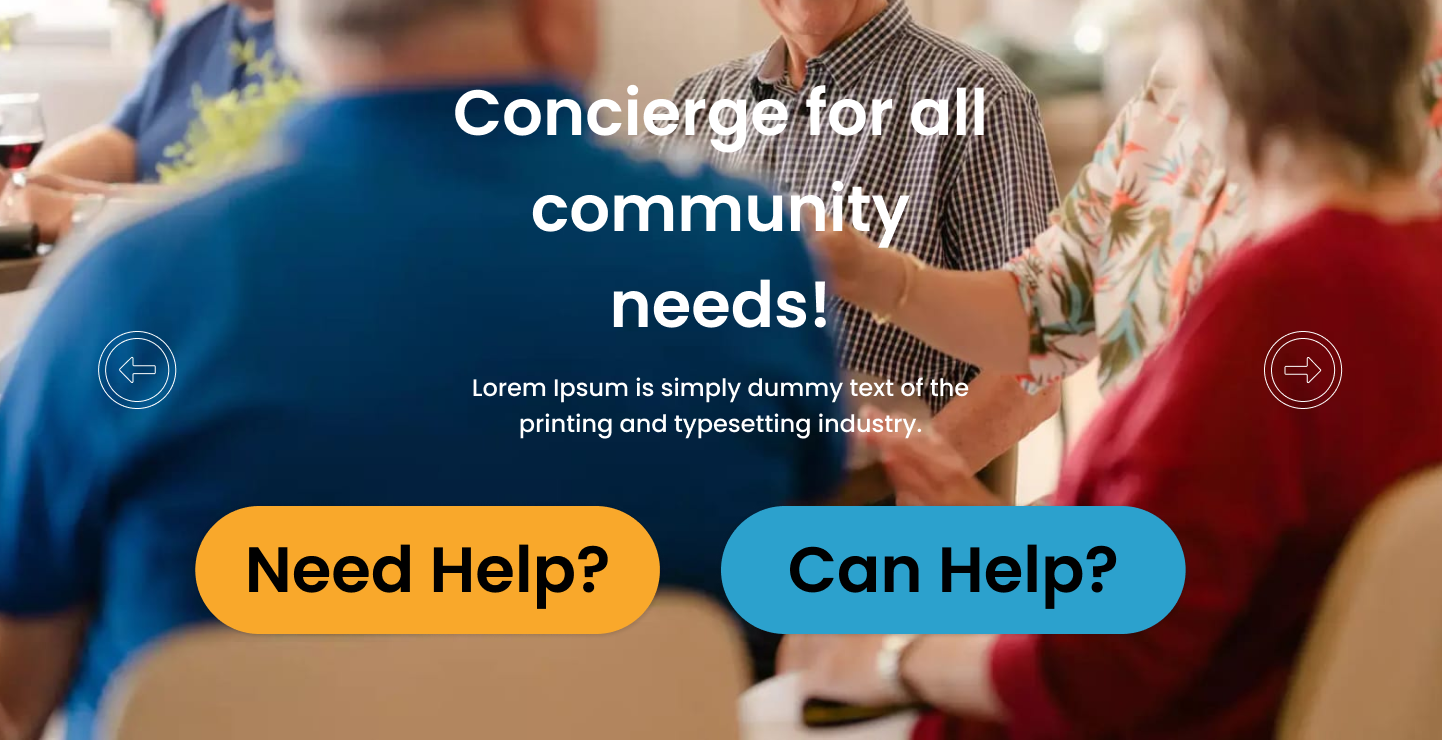 Concierge for all
community
needs!
Lorem Ipsum is simply dummy text of the
printing and typesetting industry.
Need Help?
Can Help?